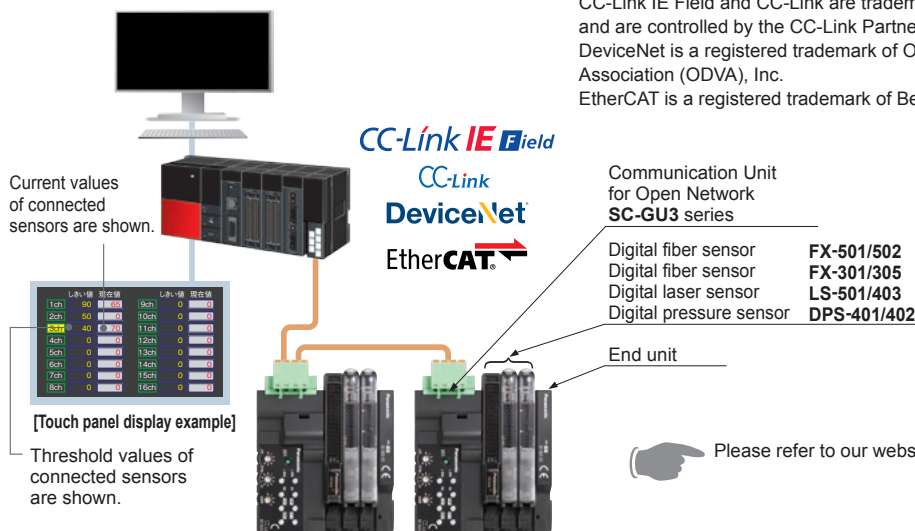 CC-Link IE Field and CC-Link are tradem
and are controlled by the CC-Link Partne
DeviceNet is a registered trademark of O
Association (ODVA), Inc.
EtherCAT is a registered trademark of Be
CC-Link IE Field
CC-Link
DeviceNet
EtherCAT®
Current values
of connected
sensors are shown.
Communication Unit
for Open Network
SC-GU3 series
Digital fiber sensor FX-501/502
Digital fiber sensor FX-301/305
Digital laser sensor LS-501/403
Digital pressure sensor DPS-401/402
End unit
しきい値 現在値 しきい値 現在値
1ch 90 65 9ch 0 0
2ch 50 0 10ch 0 0
3ch 40 70 11ch 0 0
4ch 0 0 12ch 0 0
5ch 0 0 13ch 0 0
6ch 0 0 14ch 0 0
7ch 0 0 15ch 0 0
8ch 0 0 16ch 0 0
[Touch panel display example]
Threshold values of
connected sensors
are shown.
Please refer to our webs
Panasonic
Panasonic
Panasonic
Panasonic